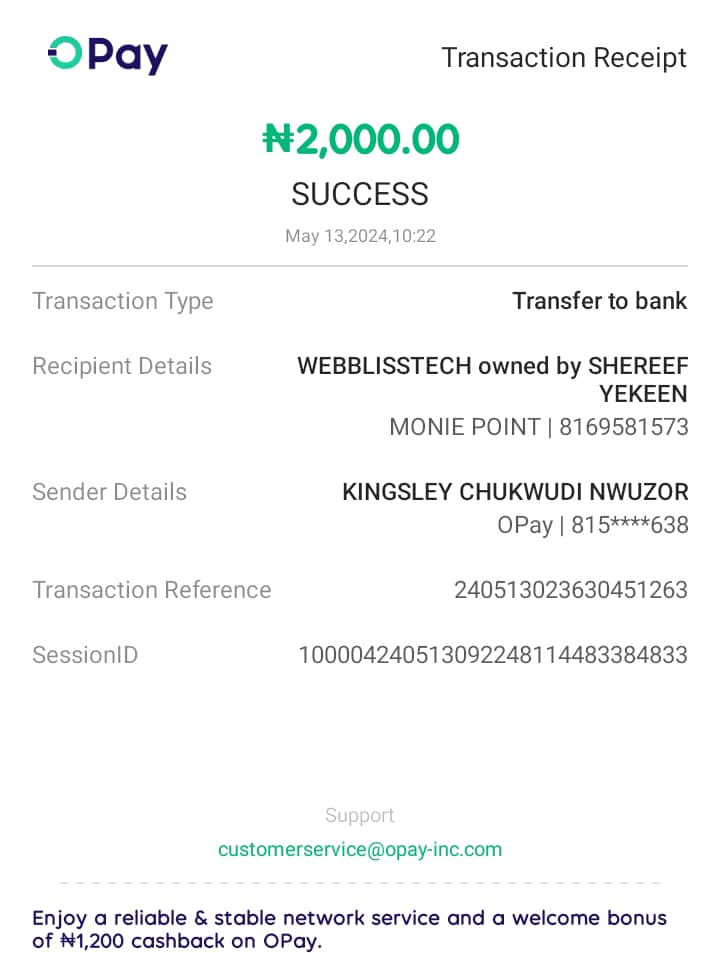 OPay
Transaction Receipt
₦2,000.00
SUCCESS
May 13,2024,10:22
Transaction Type
Transfer to bank
Recipient Details
WEBBLISSTECH owned by SHEREEF
YEKEEN
MONIE POINT | 8169581573
Sender Details
KINGSLEY CHUKWUDI NWUZOR
OPay | 815****638
Transaction Reference
240513023630451263
SessionID
100004240513092248114483384833
Support
customerservice@opay-inc.com
Enjoy a reliable & stable network service and a welcome bonus
of ₦1,200 cashback on OPay.